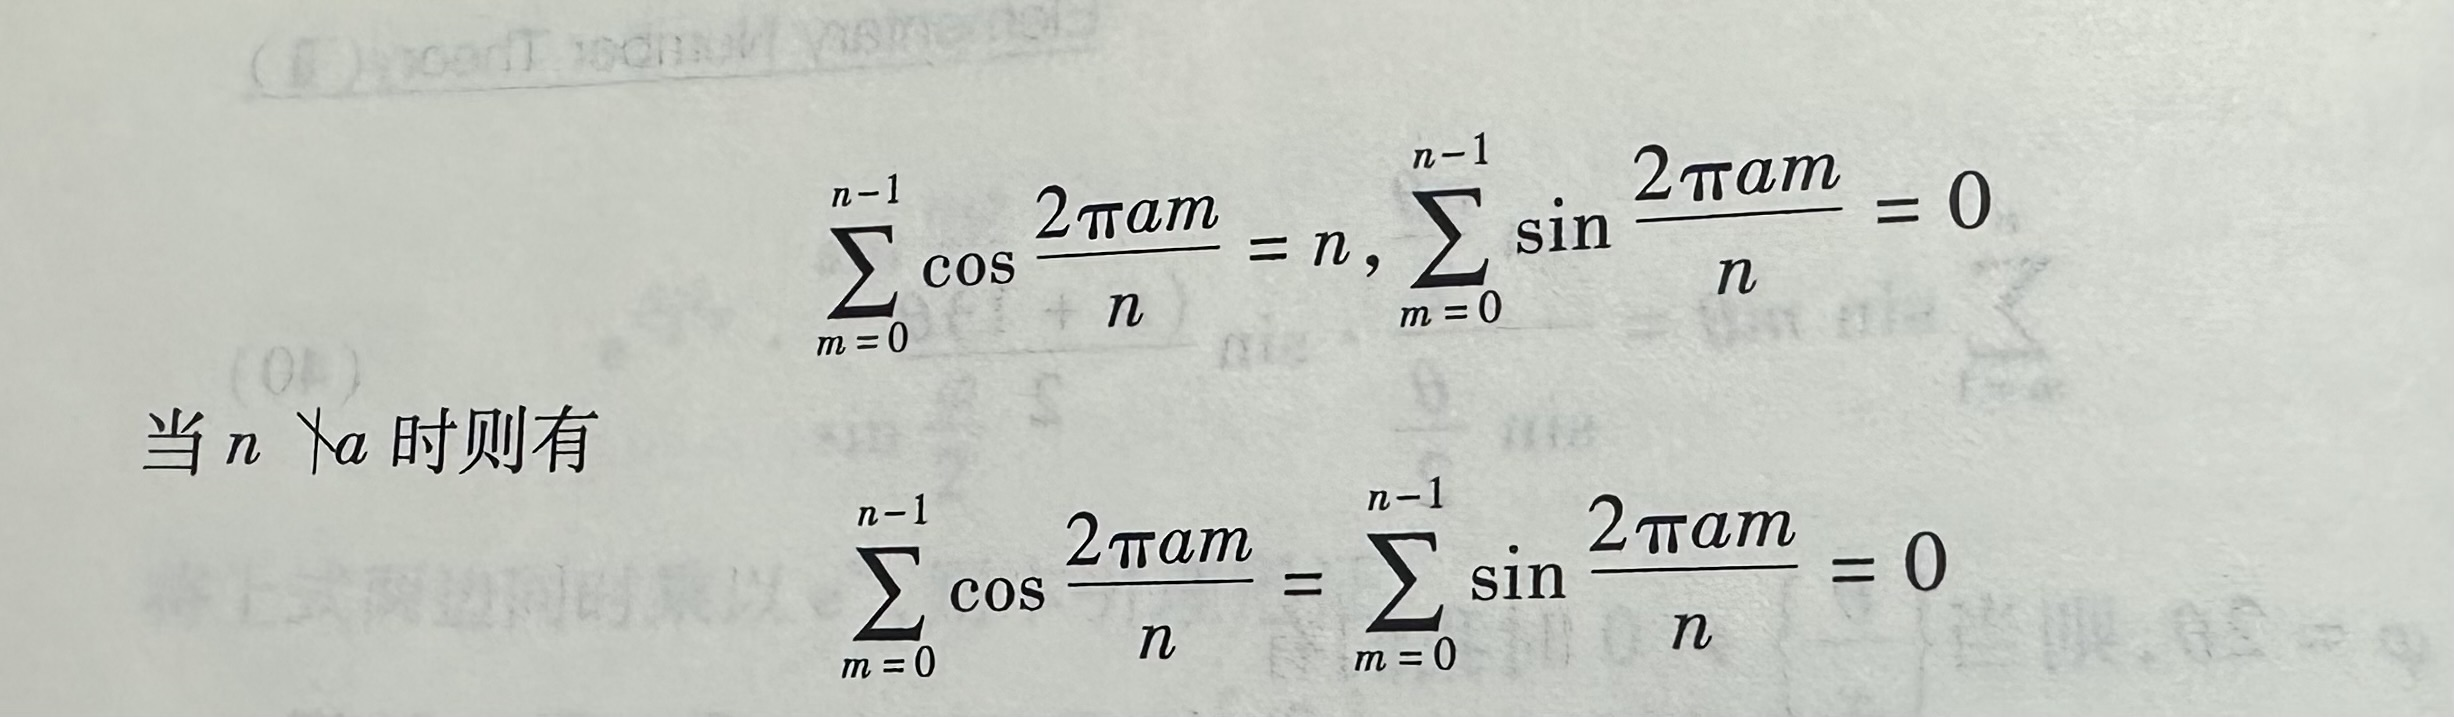 $\sum_{m=0}^{n-1} \cos \frac{2\pi am}{n} = n, \sum_{m=0}^{n-1} \sin \frac{2\pi am}{n} = 0$
当 $n \nmid a$ 时则有
$\sum_{m=0}^{n-1} \cos \frac{2\pi am}{n} = \sum_{m=0}^{n-1} \sin \frac{2\pi am}{n} = 0$